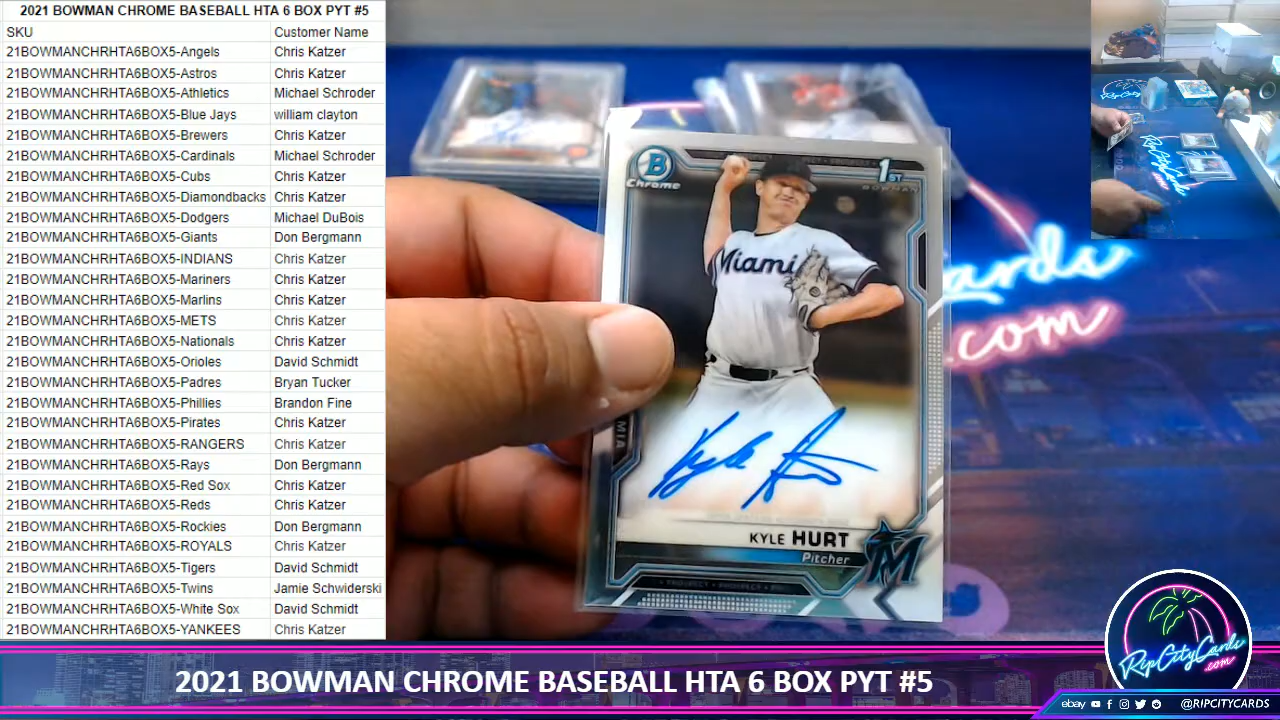 2021 BOWMAN CHROME BASEBALL HTA 6 BOX PYT #5
SKU Customer Name
21BOWMANCHRHTA6BOX5-Angels Chris Katzer
21BOWMANCHRHTA6BOX5-Astros Chris Katzer
21BOWMANCHRHTA6BOX5-Athletics Michael Schroder
21BOWMANCHRHTA6BOX5-Blue Jays william clayton
21BOWMANCHRHTA6BOX5-Brewers Chris Katzer
21BOWMANCHRHTA6BOX5-Cardinals Michael Schroder
21BOWMANCHRHTA6BOX5-Cubs Chris Katzer
21BOWMANCHRHTA6BOX5-Diamondbacks Chris Katzer
21BOWMANCHRHTA6BOX5-Dodgers Michael DuBois
21BOWMANCHRHTA6BOX5-Giants Don Bergmann
21BOWMANCHRHTA6BOX5-INDIANS Chris Katzer
21BOWMANCHRHTA6BOX5-Mariners Chris Katzer
21BOWMANCHRHTA6BOX5-Marlins Chris Katzer
21BOWMANCHRHTA6BOX5-METS Chris Katzer
21BOWMANCHRHTA6BOX5-Nationals Chris Katzer
21BOWMANCHRHTA6BOX5-Orioles David Schmidt
21BOWMANCHRHTA6BOX5-Padres Bryan Tucker
21BOWMANCHRHTA6BOX5-Phillies Brandon Fine
21BOWMANCHRHTA6BOX5-Pirates Chris Katzer
21BOWMANCHRHTA6BOX5-RANGERS Chris Katzer
21BOWMANCHRHTA6BOX5-Rays Don Bergmann
21BOWMANCHRHTA6BOX5-Red Sox Chris Katzer
21BOWMANCHRHTA6BOX5-Reds Chris Katzer
21BOWMANCHRHTA6BOX5-Rockies Don Bergmann
21BOWMANCHRHTA6BOX5-ROYALS Chris Katzer
21BOWMANCHRHTA6BOX5-Tigers David Schmidt
21BOWMANCHRHTA6BOX5-Twins Jamie Schwiderski
21BOWMANCHRHTA6BOX5-White Sox David Schmidt
21BOWMANCHRHTA6BOX5-YANKEES Chris Katzer
B
Chrome
1ST
BOWMAN
Miami
MIA
Kyle Hurt
KYLE HURT
Pitcher
M
ards
.com
2021 BOWMAN CHROME BASEBALL HTA 6 BOX PYT #5
RipCityCards
.com
ebay @RIPCITYCARDS